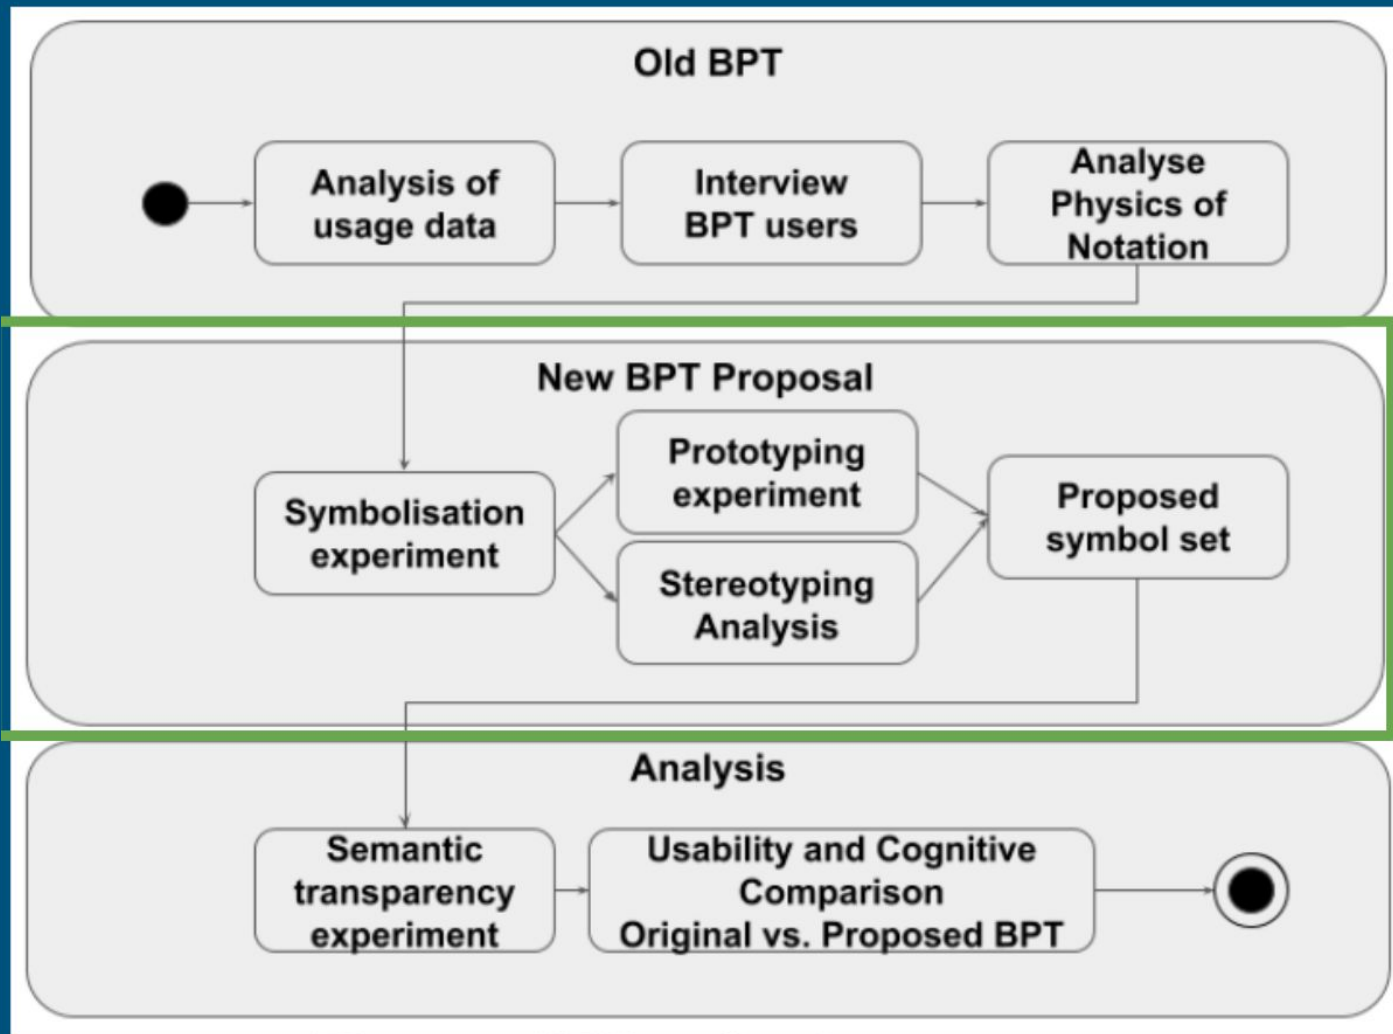 Old BPT
Analysis of
usage data
Interview
BPT users
Analyse
Physics of
Notation
New BPT Proposal
Symbolisation
experiment
Prototyping
experiment
Stereotyping
Analysis
Proposed
symbol set
Analysis
Semantic
transparency
experiment
Usability and Cognitive
Comparison
Original vs. Proposed BPT